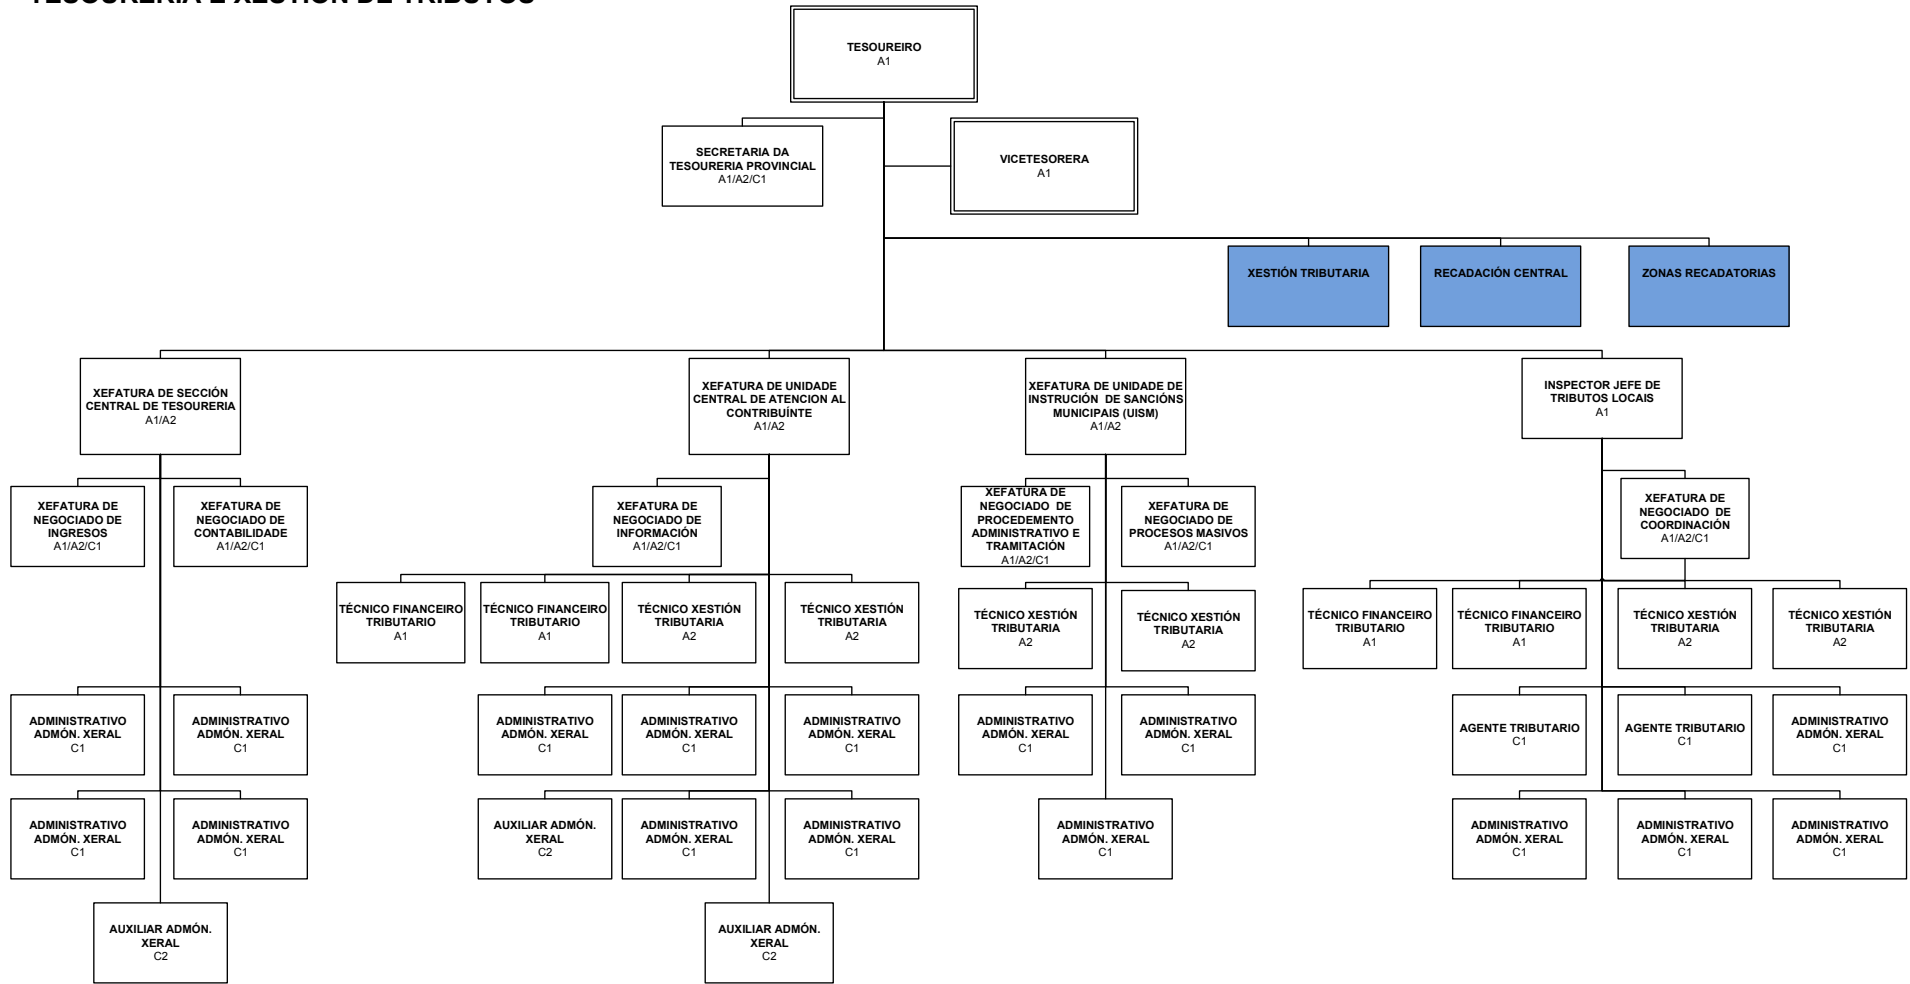 TESOURERIA E XESTIÓN DE TRIBUTOS
TESOUREIRO
A1
SECRETARIA DA
TESOURERIA PROVINCIAL
A1/A2/C1
VICETESORERA
A1
XESTIÓN TRIBUTARIA
RECADACIÓN CENTRAL
ZONAS RECADATORIAS
XEFATURA DE SECCIÓN
CENTRAL DE TESOURERIA
A1/A2
XEFATURA DE UNIDADE
CENTRAL DE ATENCION AL
CONTRIBUÍNTE
A1/A2
XEFATURA DE UNIDADE DE
INSTRUCIÓN DE SANCIÓNS
MUNICIPAIS (UISM)
A1/A2
INSPECTOR JEFE DE
TRIBUTOS LOCAIS
A1
XEFATURA DE
NEGOCIADO DE
INGRESOS
A1/A2/C1
XEFATURA DE
NEGOCIADO DE
CONTABILIDADE
A1/A2/C1
XEFATURA DE
NEGOCIADO DE
INFORMACIÓN
A1/A2/C1
XEFATURA DE
NEGOCIADO DE
PROCEDEMENTO
ADMINISTRATIVO E
TRAMITACIÓN
A1/A2/C1
XEFATURA DE
NEGOCIADO DE
PROCESOS MASIVOS
A1/A2/C1
XEFATURA DE
NEGOCIADO DE
COORDINACIÓN
A1/A2/C1
TÉCNICO FINANCEIRO
TRIBUTARIO
A1
TÉCNICO FINANCEIRO
TRIBUTARIO
A1
TÉCNICO XESTIÓN
TRIBUTARIA
A2
TÉCNICO XESTIÓN
TRIBUTARIA
A2
TÉCNICO XESTIÓN
TRIBUTARIA
A2
TÉCNICO XESTIÓN
TRIBUTARIA
A2
TÉCNICO FINANCEIRO
TRIBUTARIO
A1
TÉCNICO FINANCEIRO
TRIBUTARIO
A1
TÉCNICO XESTIÓN
TRIBUTARIA
A2
TÉCNICO XESTIÓN
TRIBUTARIA
A2
ADMINISTRATIVO
ADMÓN. XERAL
C1
ADMINISTRATIVO
ADMÓN. XERAL
C1
ADMINISTRATIVO
ADMÓN. XERAL
C1
ADMINISTRATIVO
ADMÓN. XERAL
C1
ADMINISTRATIVO
ADMÓN. XERAL
C1
ADMINISTRATIVO
ADMÓN. XERAL
C1
ADMINISTRATIVO
ADMÓN. XERAL
C1
AGENTE TRIBUTARIO
C1
AGENTE TRIBUTARIO
C1
ADMINISTRATIVO
ADMÓN. XERAL
C1
ADMINISTRATIVO
ADMÓN. XERAL
C1
ADMINISTRATIVO
ADMÓN. XERAL
C1
AUXILIAR ADMÓN.
XERAL
C2
ADMINISTRATIVO
ADMÓN. XERAL
C1
ADMINISTRATIVO
ADMÓN. XERAL
C1
ADMINISTRATIVO
ADMÓN. XERAL
C1
ADMINISTRATIVO
ADMÓN. XERAL
C1
ADMINISTRATIVO
ADMÓN. XERAL
C1
ADMINISTRATIVO
ADMÓN. XERAL
C1
AUXILIAR ADMÓN.
XERAL
C2
AUXILIAR ADMÓN.
XERAL
C2